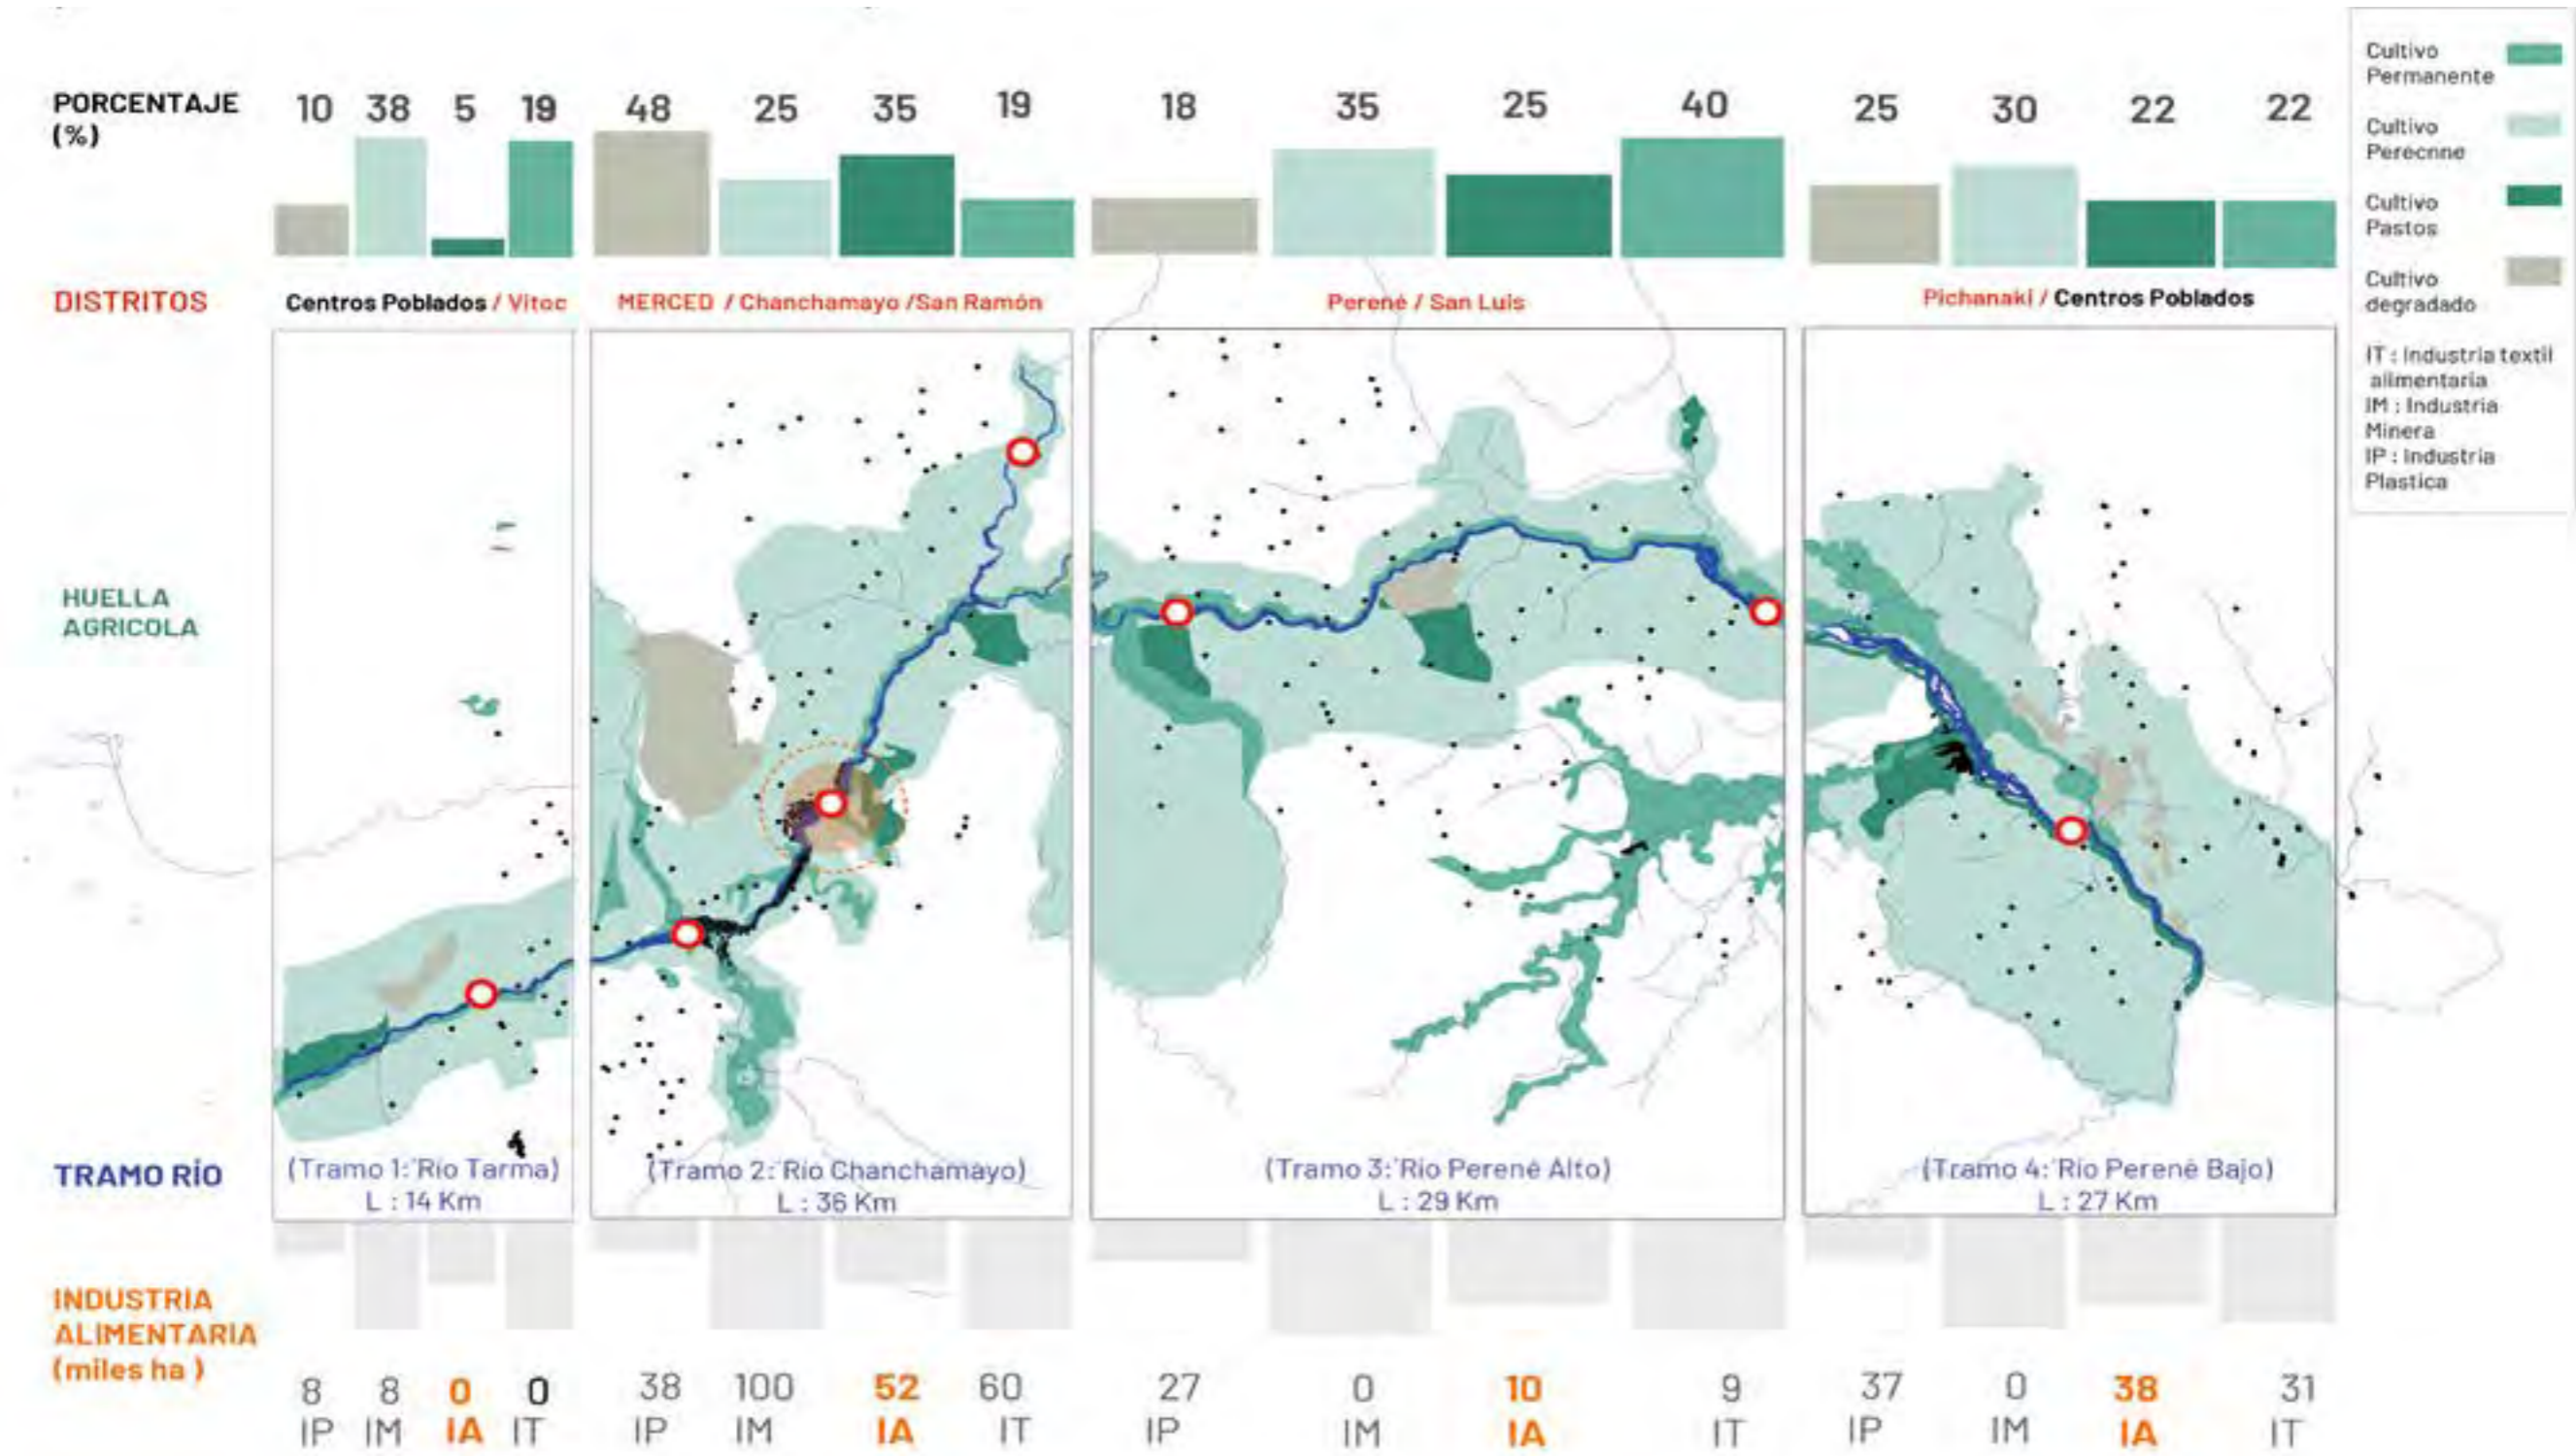 PORCENTAJE
(%)
10 38 5 19 48 25 35 19 18 35 25 40 25 30 22 22
DISTRITOS
Centros Poblados / Vitoc
MERCED / Chanchamayo /San Ramón
Perené / San Luis
Pichanaki / Centros Poblados
Cultivo
Permanente
Cultivo
Perecnne
Cultivo
Pastos
Cultivo
degradado
IT : Industria textil
alimentaria
IM : Industria
Minera
IP : Industria
Plastica
HUELLA
AGRICOLA
TRAMO RÍO
(Tramo 1: Río Tarma)
L : 14 Km
(Tramo 2: Río Chanchamayo)
L : 36 Km
(Tramo 3: Río Perené Alto)
L : 29 Km
(Tramo 4: Río Perené Bajo)
L : 27 Km
INDUSTRIA
ALIMENTARIA
(miles ha )
8 8 0 0 38 100 52 60 27 0 10 9 37 0 38 31
IP IM IA IT IP IM IA IT IP IM IA IT IP IM IA IT